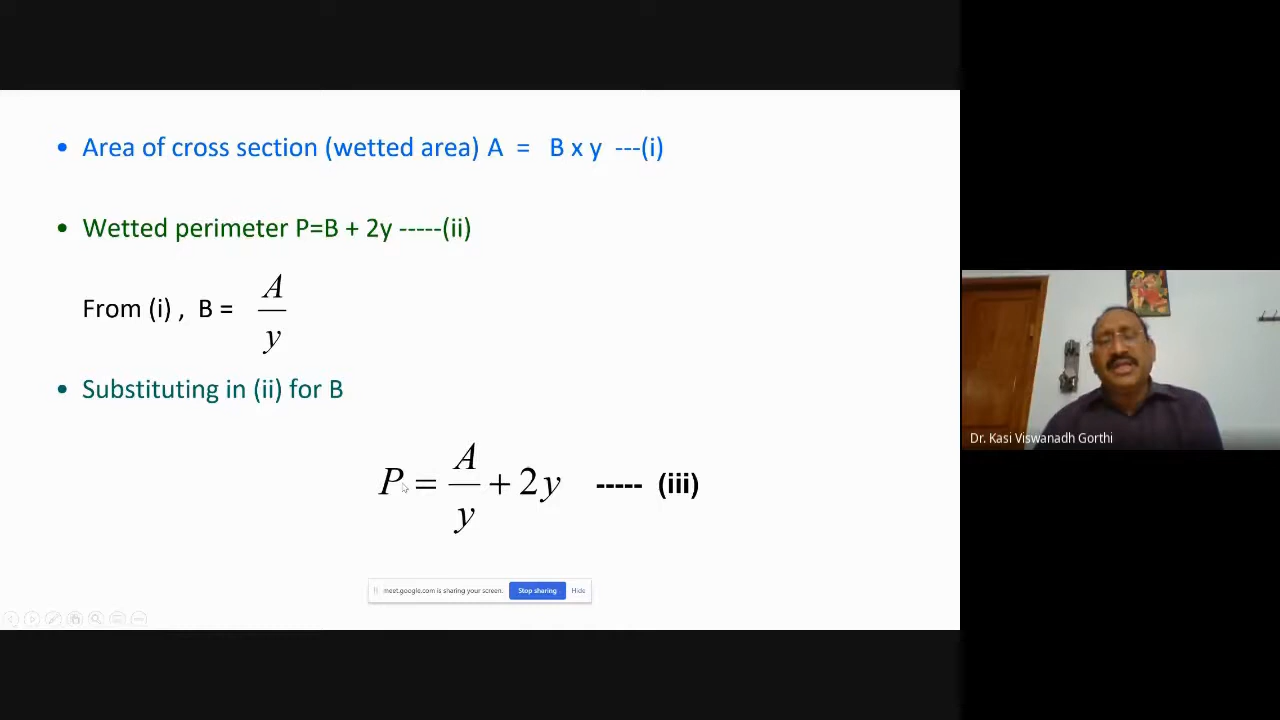 • Area of cross section (wetted area) A = B x y ---(i)
• Wetted perimeter P=B + 2y -----(ii)
From (i) , B = A/y
• Substituting in (ii) for B
P = A/y + 2y ----- (iii)
meet.google.com is sharing your screen. Stop sharing Hide
Dr. Kasi Viswanadh Gorthi